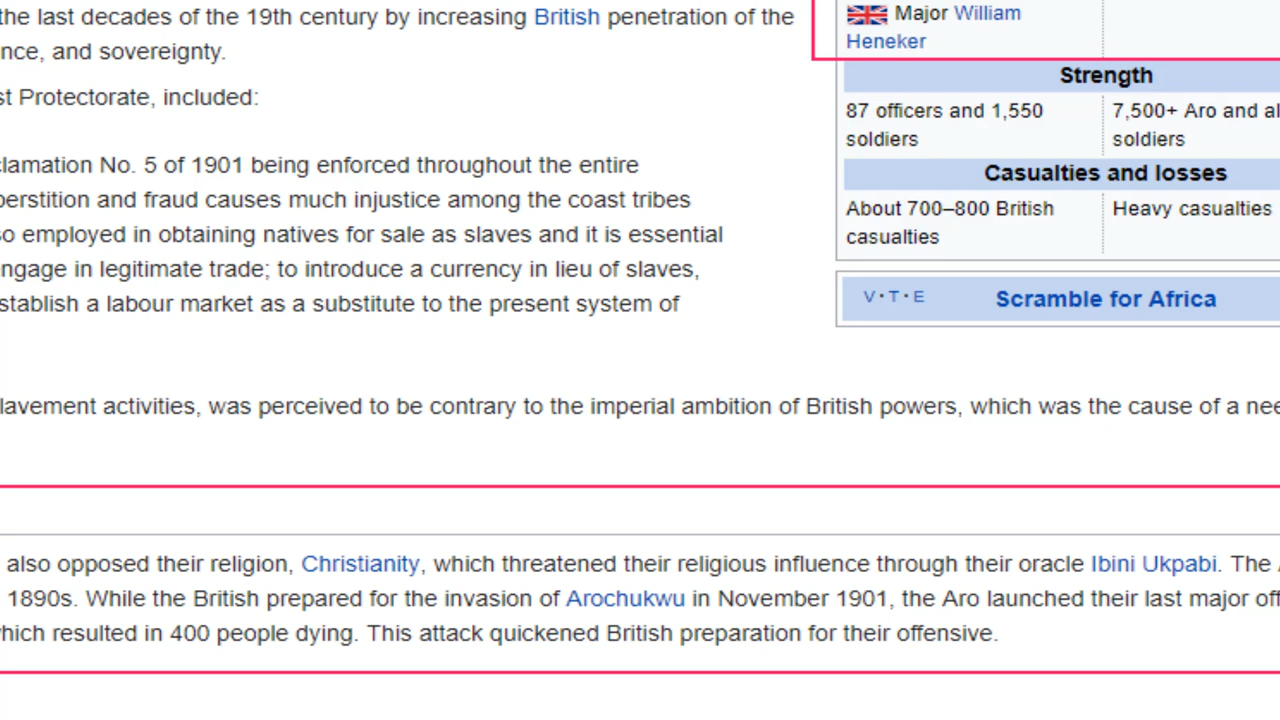 the last decades of the 19th century by increasing British penetration of the
nce, and sovereignty.
st Protectorate, included:
clamation No. 5 of 1901 being enforced throughout the entire
perstition and fraud causes much injustice among the coast tribes
so employed in obtaining natives for sale as slaves and it is essential
ngage in legitimate trade; to introduce a currency in lieu of slaves,
stablish a labour market as a substitute to the present system of
Major William
Heneker
Strength
87 officers and 1,550
soldiers
7,500+ Aro and al
soldiers
Casualties and losses
About 700–800 British
casualties
Heavy casualties
V · T · E
Scramble for Africa
lavement activities, was perceived to be contrary to the imperial ambition of British powers, which was the cause of a nee
also opposed their religion, Christianity, which threatened their religious influence through their oracle Ibini Ukpabi. The
1890s. While the British prepared for the invasion of Arochukwu in November 1901, the Aro launched their last major off
which resulted in 400 people dying. This attack quickened British preparation for their offensive.